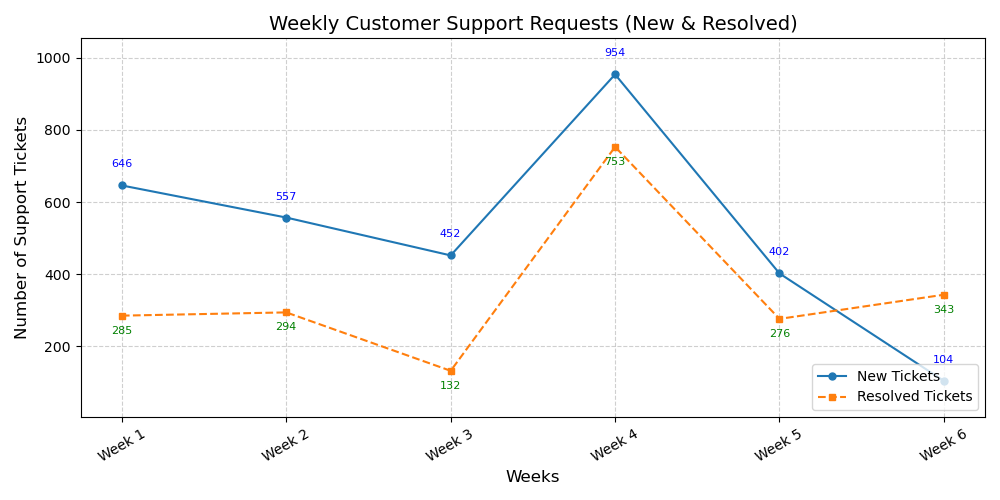 Weekly Customer Support Requests (New & Resolved)
Number of Support Tickets
1000
800
600
400
200
646
557
452
954
402
104
285
294
132
753
276
343
New Tickets
Resolved Tickets
Week 1
Week 2
Week 3
Week 4
Week 5
Week 6
Weeks